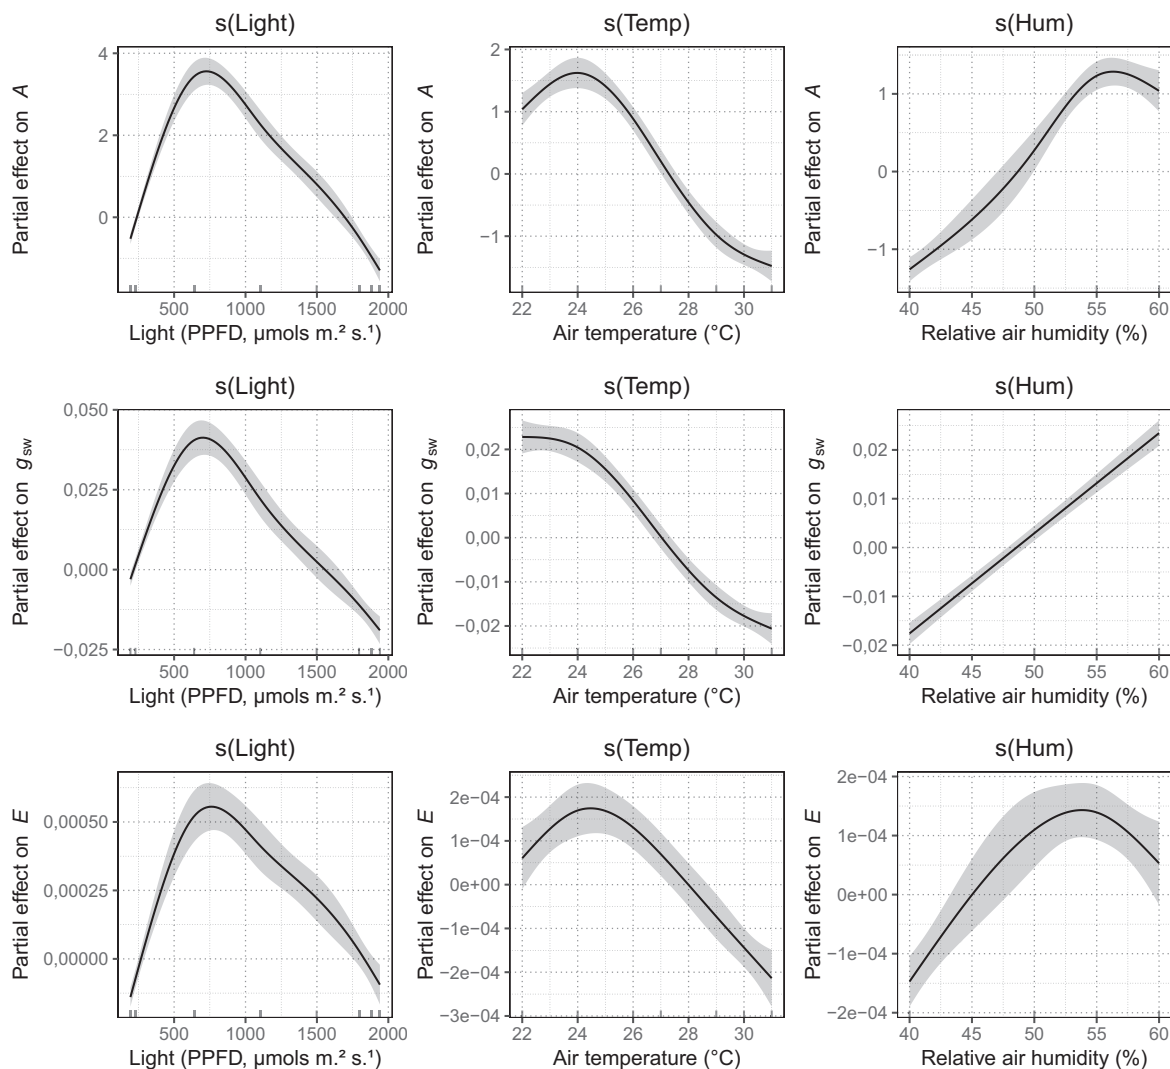 s(Light) s(Temp) s(Hum)
Partial effect on A
4
2
0
500 1000 1500 2000
Light (PPFD, µmols m.² s.¹)
Partial effect on A
2
1
0
−1
22 24 26 28 30
Air temperature (°C)
Partial effect on A
1
0
−1
40 45 50 55 60
Relative air humidity (%)
s(Light) s(Temp) s(Hum)
Partial effect on gsw
0,050
0,025
0,000
−0,025
500 1000 1500 2000
Light (PPFD, µmols m.² s.¹)
Partial effect on gsw
0,02
0,01
0,00
−0,01
−0,02
22 24 26 28 30
Air temperature (°C)
Partial effect on gsw
0,02
0,01
0,00
−0,01
−0,02
40 45 50 55 60
Relative air humidity (%)
s(Light) s(Temp) s(Hum)
Partial effect on E
0,00050
0,00025
0,00000
500 1000 1500 2000
Light (PPFD, µmols m.² s.¹)
Partial effect on E
2e−04
1e−04
0e+00
−1e−04
−2e−04
−3e−04
22 24 26 28 30
Air temperature (°C)
Partial effect on E
2e−04
1e−04
0e+00
−1e−04
−2e−04
40 45 50 55 60
Relative air humidity (%)